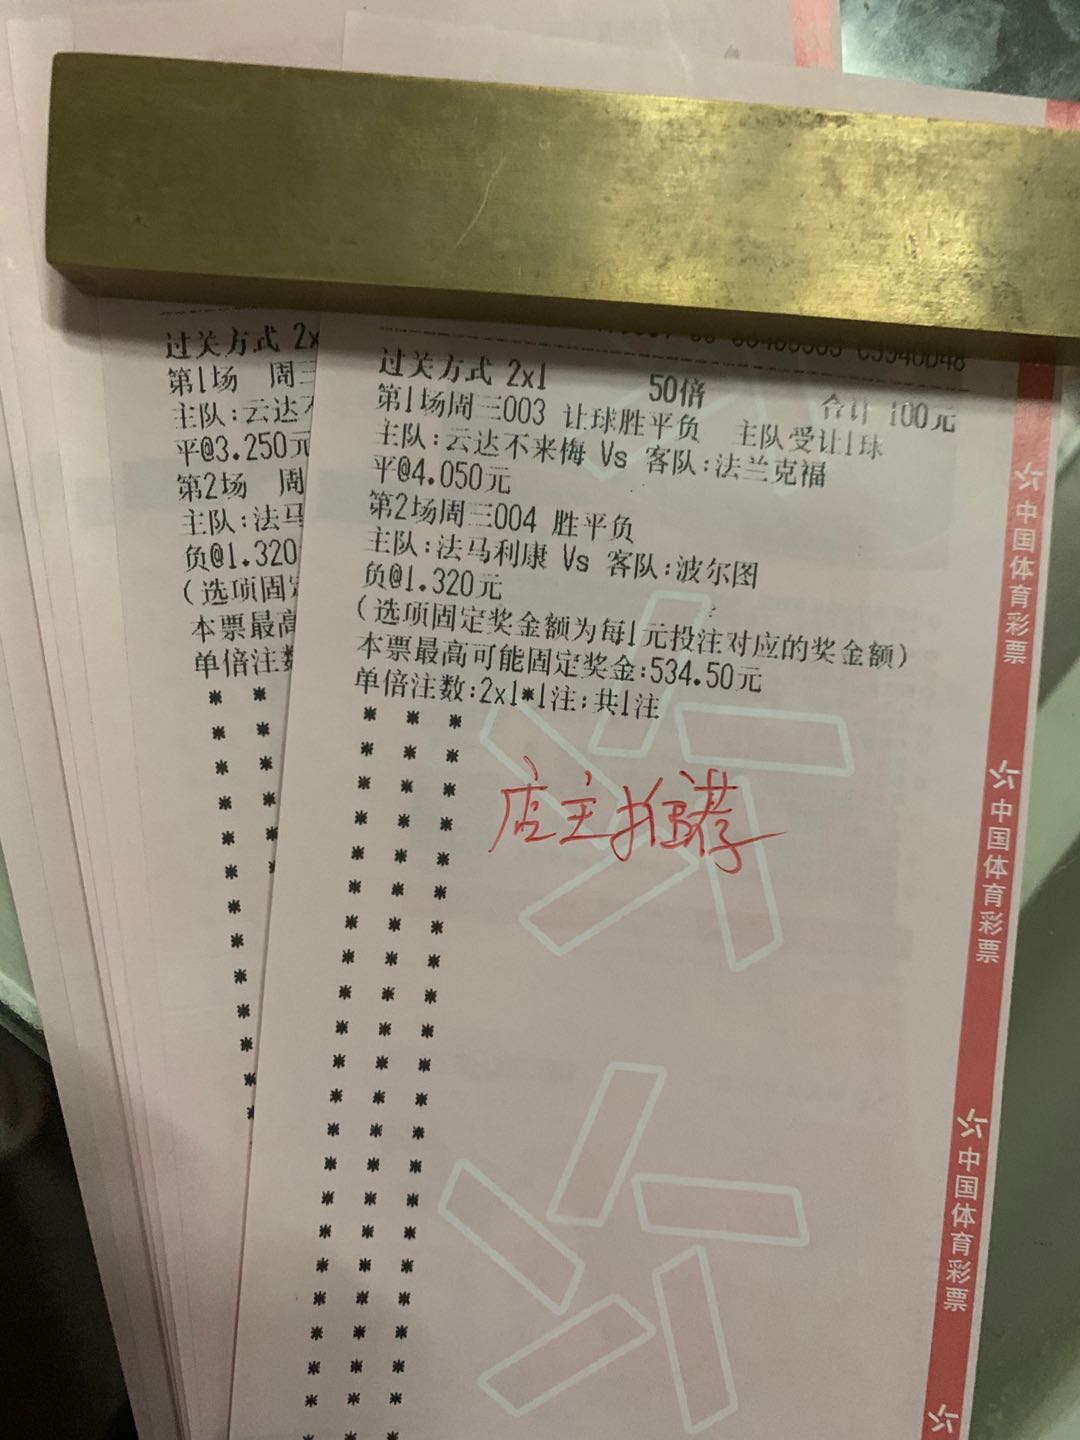 过关方式 2x
第1场 周三
主队:云达不
平@3.250元
第2场 周
主队:法马
负@1.320
(选项固定
本票最高
单倍注数
C5940D48
过关方式 2x1 50倍 合计 100元
第1场周三003 让球胜平负 主队受让1球
主队:云达不来梅 Vs 客队:法兰克福
平@4.050元
第2场周三004 胜平负
主队:法马利康 Vs 客队:波尔图
负@1.320元
(选项固定奖金额为每1元投注对应的奖金额)
本票最高可能固定奖金:534.50元
单倍注数:2x1*1注;共1注
店主推荐
中国体育彩票
中国体育彩票
中国体育彩票